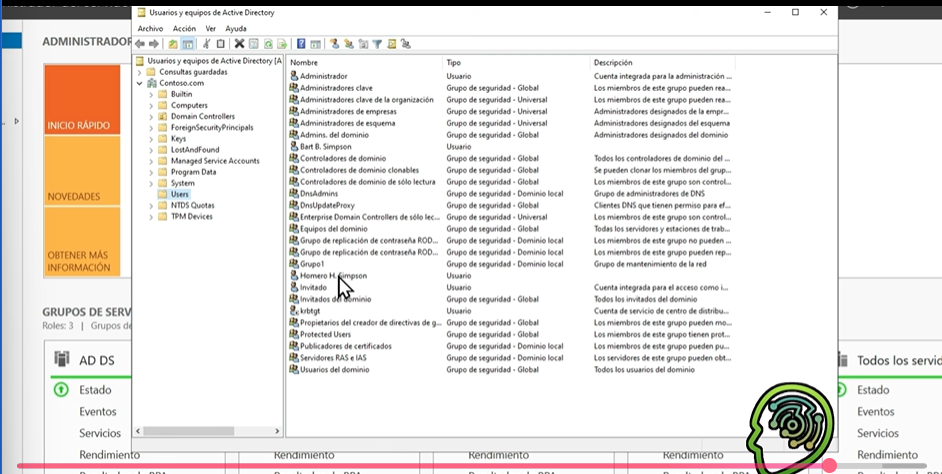 Usuarios y equipos de Active Directory
Archivo Acción Ver Ayuda
ADMINISTRADOR
INICIO RÁPIDO
NOVEDADES
OBTENER MÁS
INFORMACIÓN
GRUPOS DE SERV
Roles: 3 | Grupos de
AD DS
Estado
Eventos
Servicios
Rendimiento
Usuarios y equipos de Active Directory [A
Consultas guardadas
Contoso.com
Builtin
Computers
Domain Controllers
ForeignSecurityPrincipals
Keys
LostAndFound
Managed Service Accounts
Program Data
System
Users
NTDS Quotas
TPM Devices
Nombre Tipo Descripción
Administrador Usuario Cuenta integrada para la administración ...
Administradores clave Grupo de seguridad - Global Los miembros de este grupo pueden rea...
Administradores clave de la organización Grupo de seguridad - Universal Los miembros de este grupo pueden rea...
Administradores de empresas Grupo de seguridad - Universal Administradores designados de la empr...
Administradores de esquema Grupo de seguridad - Universal Administradores designados del esquema
Admins. del dominio Grupo de seguridad - Global Administradores designados del dominio
Bart B. Simpson Usuario
Controladores de dominio Grupo de seguridad - Global Todos los controladores de dominio del ...
Controladores de dominio clonables Grupo de seguridad - Global Se pueden clonar los miembros del grup...
Controladores de dominio de sólo lectura Grupo de seguridad - Global Los miembros de este grupo son control...
DnsAdmins Grupo de seguridad - Dominio local Grupo de administradores de DNS
DnsUpdateProxy Grupo de seguridad - Global Clientes DNS que tienen permiso para ef...
Enterprise Domain Controllers de sólo lec... Grupo de seguridad - Universal Los miembros de este grupo son control...
Equipos del dominio Grupo de seguridad - Global Todas los servidores y estaciones de trab...
Grupo de replicación de contraseña ROD... Grupo de seguridad - Dominio local Los miembros de este grupo no pueden ...
Grupo de replicación de contraseña ROD... Grupo de seguridad - Dominio local Los miembros de este grupo pueden rep...
Grupo1 Grupo de seguridad - Dominio local Grupo de mantenimiento de la red
Homero H. Simpson Usuario
Invitado Usuario Cuenta integrada para el acceso como i...
Invitados del dominio Grupo de seguridad - Global Todos los invitados del dominio
krbtgt Usuario Cuenta de servicio de centro de distribu...
Propietarios del creador de directivas de g... Grupo de seguridad - Global Los miembros de este grupo pueden mo...
Protected Users Grupo de seguridad - Global Los miembros de este grupo tienen prot...
Publicadores de certificados Grupo de seguridad - Dominio local Los miembros de este grupo pueden pu...
Servidores RAS e IAS Grupo de seguridad - Dominio local Los servidores de este grupo pueden obt...
Usuarios del dominio Grupo de seguridad - Global Todos los usuarios del dominio
Rendimiento
Rendimiento
Rendimiento
Todos los servid
Estado
Eventos
Servicios
Rendimiento